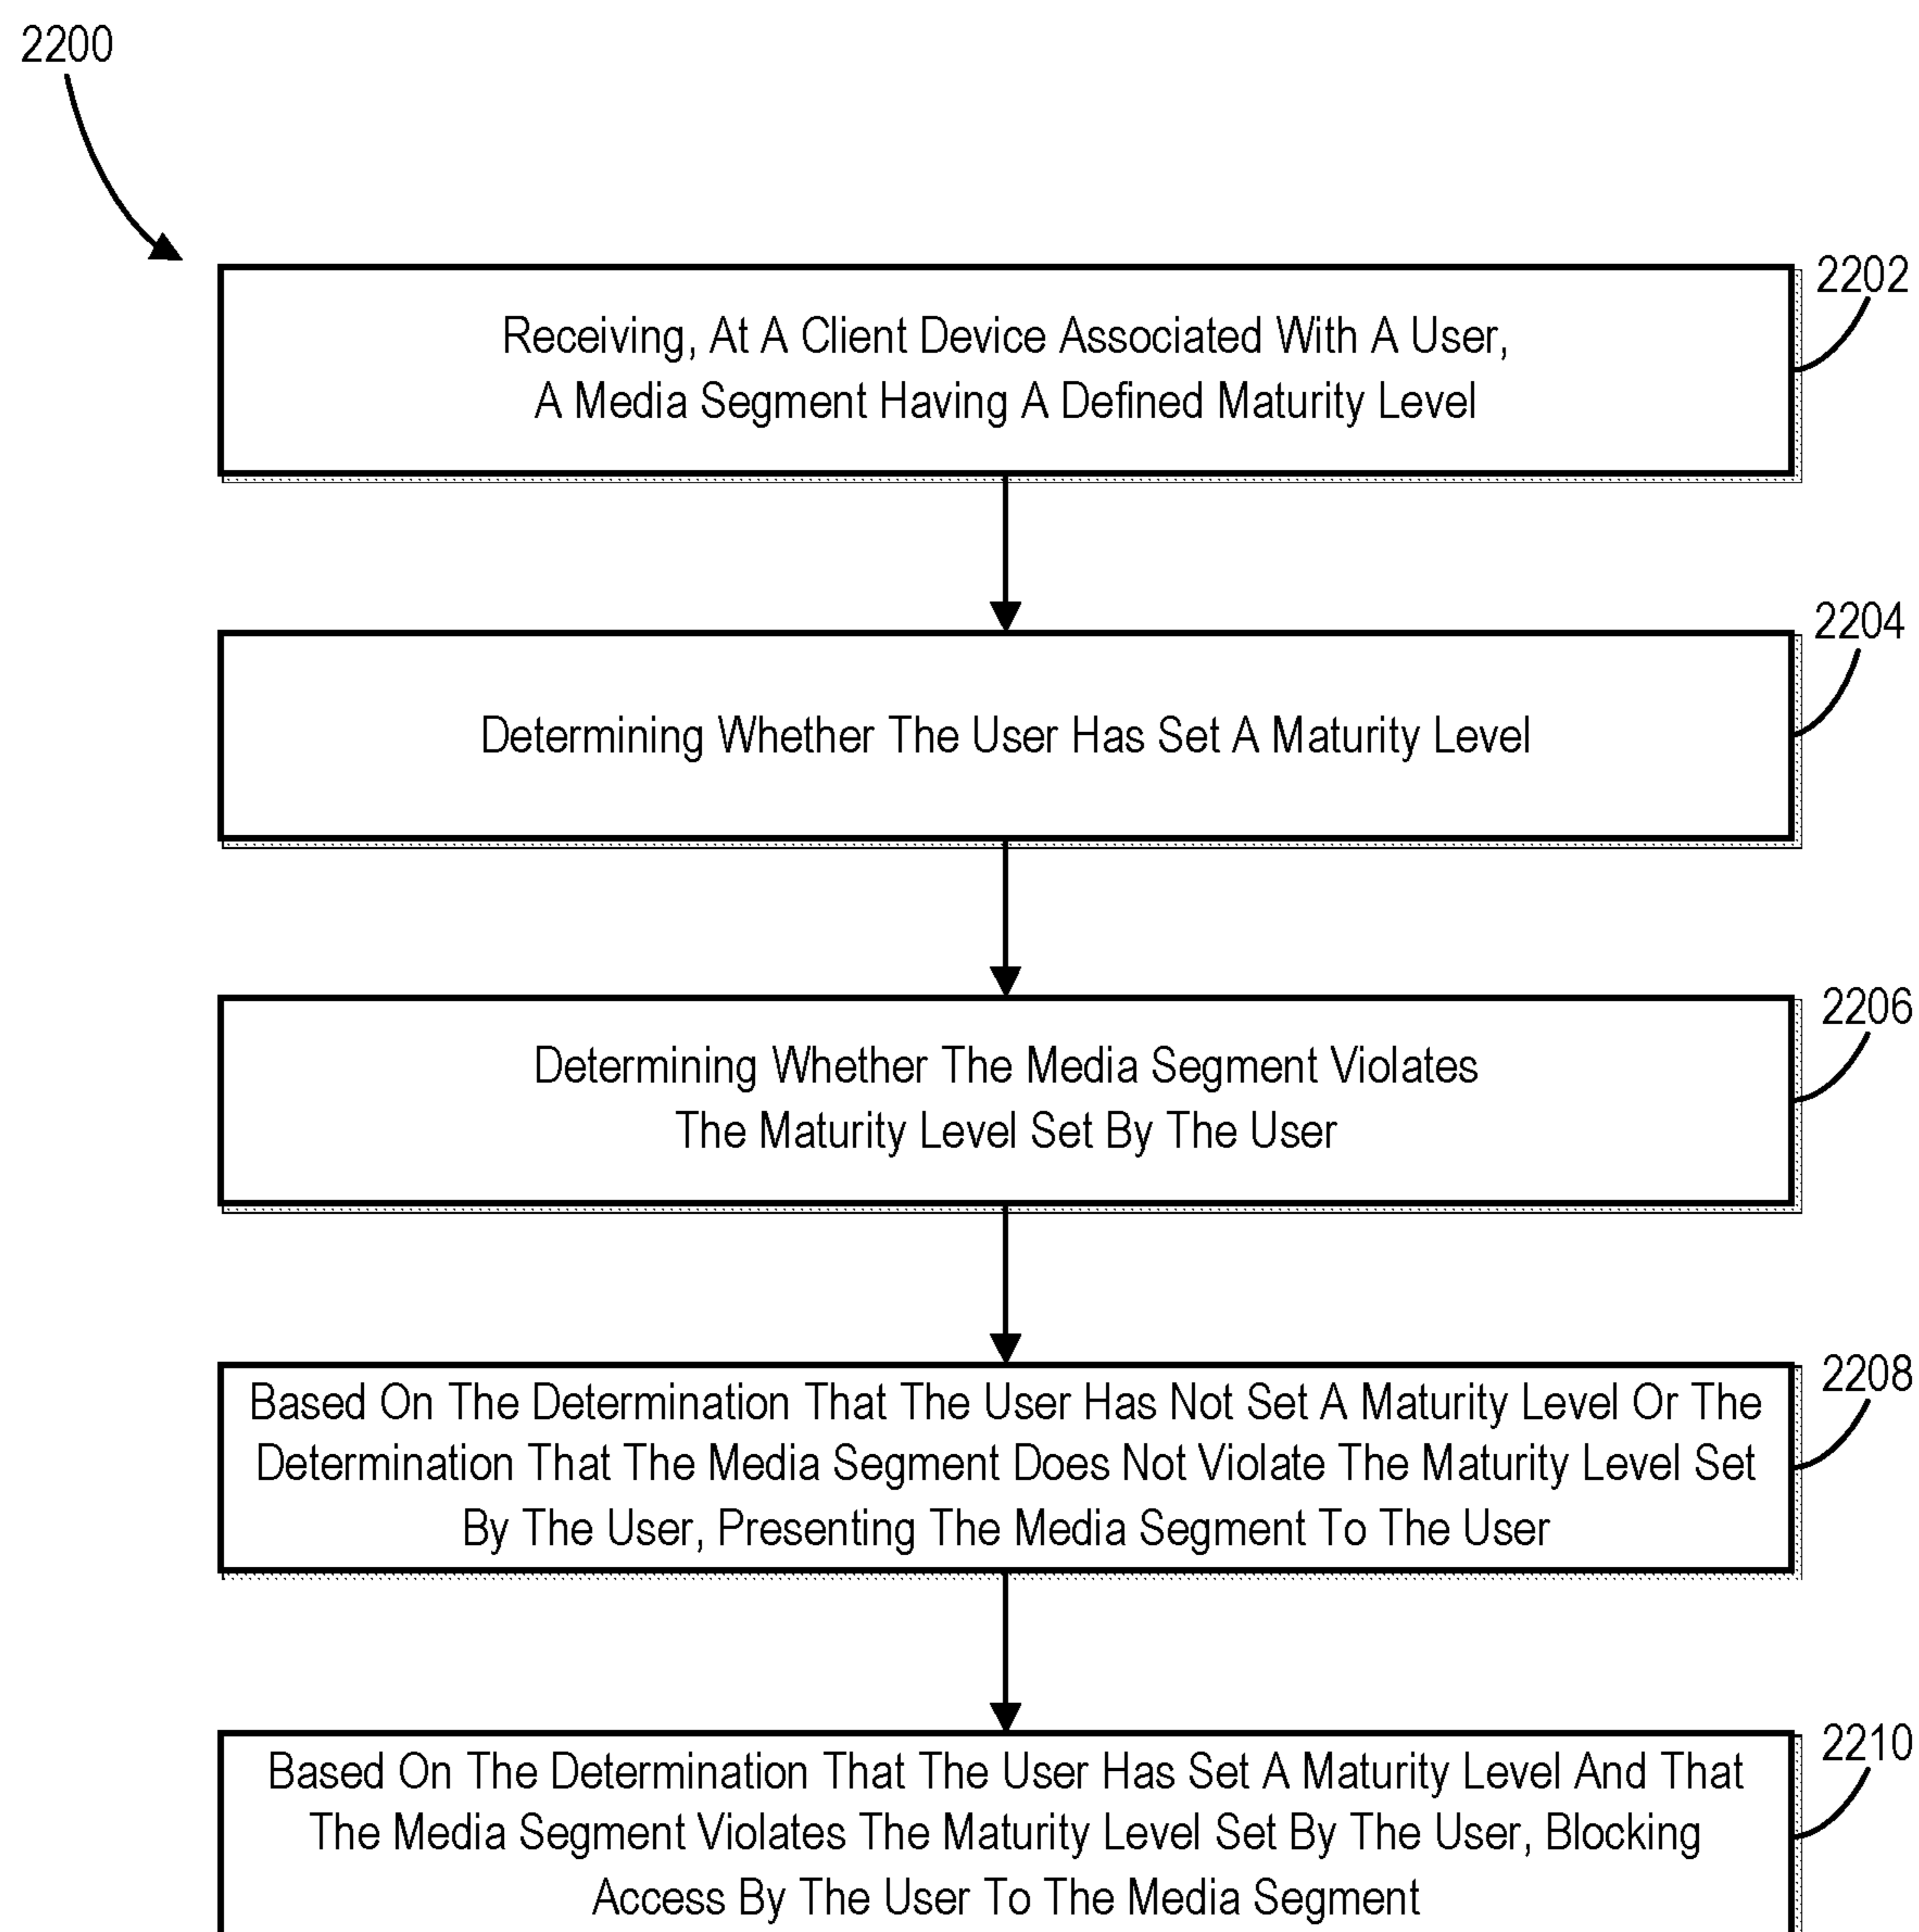 2200
2202
Receiving, At A Client Device Associated With A User,
A Media Segment Having A Defined Maturity Level
2204
Determining Whether The User Has Set A Maturity Level
2206
Determining Whether The Media Segment Violates
The Maturity Level Set By The User
2208
Based On The Determination That The User Has Not Set A Maturity Level Or The
Determination That The Media Segment Does Not Violate The Maturity Level Set
By The User, Presenting The Media Segment To The User
2210
Based On The Determination That The User Has Set A Maturity Level And That
The Media Segment Violates The Maturity Level Set By The User, Blocking
Access By The User To The Media Segment